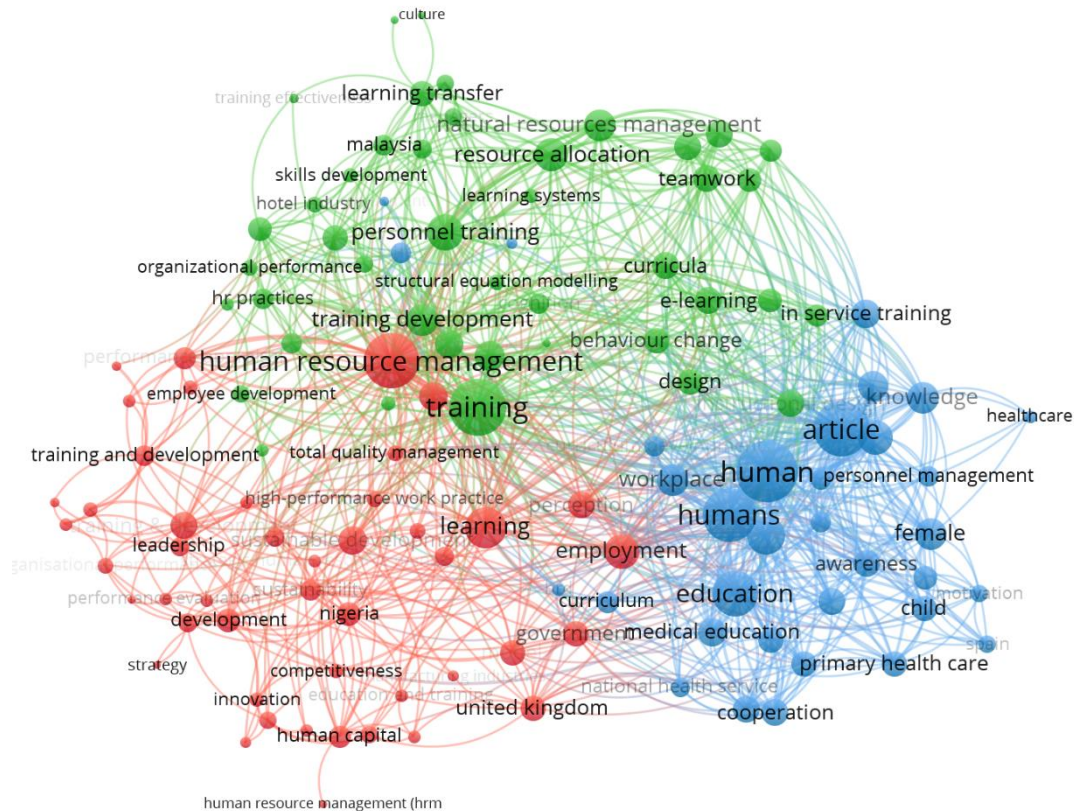 culture
training effectiveness
learning transfer
natural resources management
malaysia
resource allocation
skills development
teamwork
learning systems
hotel industry
personnel training
organizational performance
curricula
structural equation modelling
hr practices
e-learning
in service training
training development
behaviour change
performance
human resource management
design
employee development
knowledge
training
healthcare
article
training and development
total quality management
human
personnel management
workplace
high-performance work practice
perception
humans
learning
female
leadership
sustainable development
employment
awareness
performance evaluation
sustainability
education
motivation
curriculum
child
development
nigeria
government
medical education
spain
strategy
competitiveness
primary health care
national health service
innovation
education and training
united kingdom
cooperation
human capital
human resource management (hrm